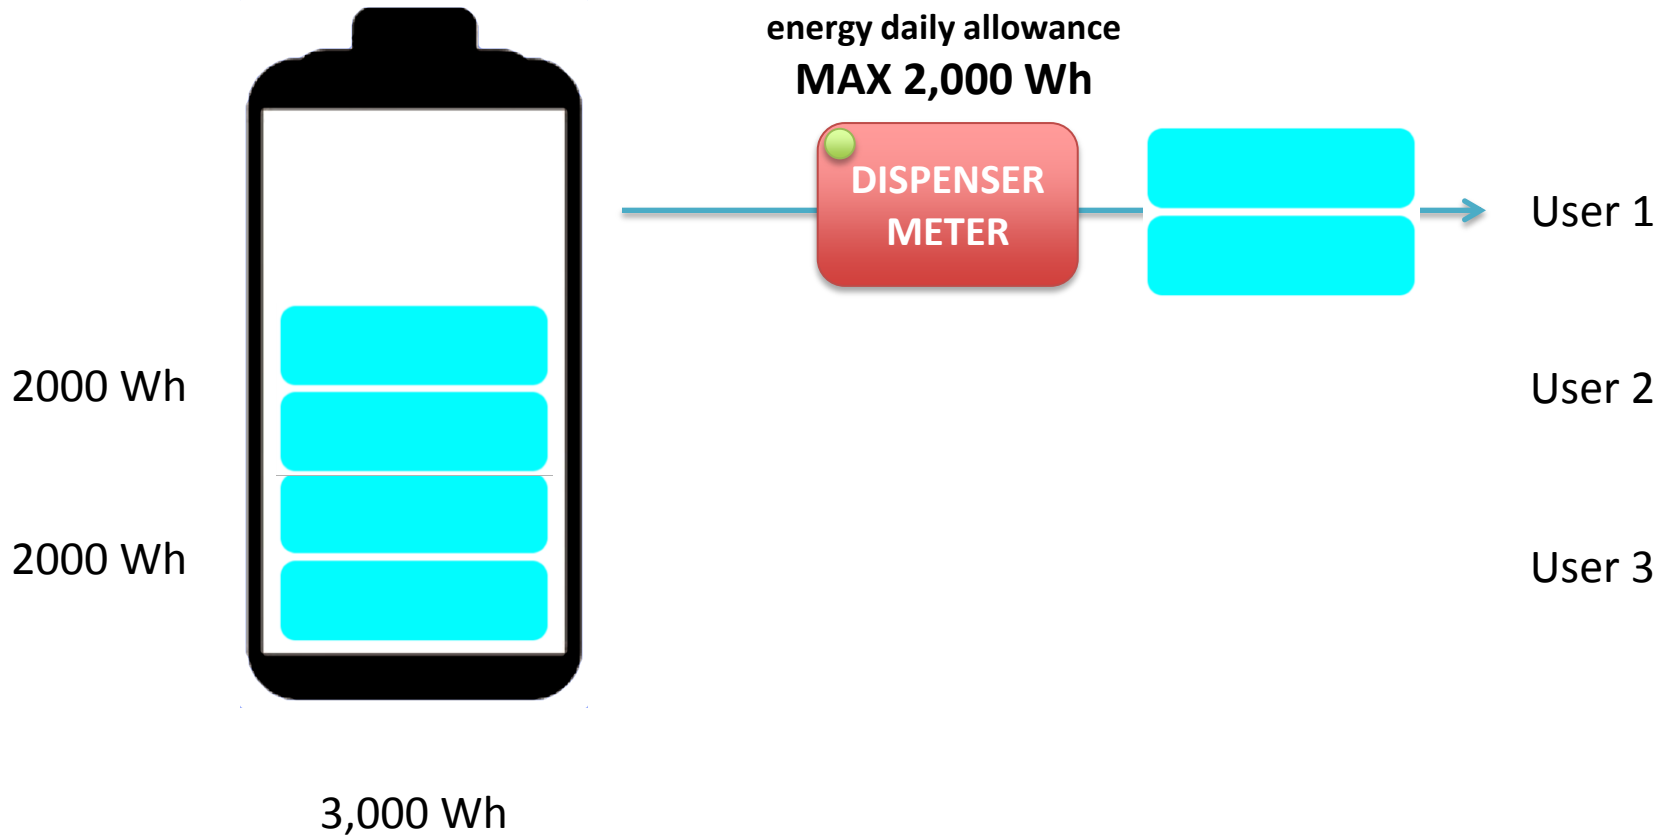 energy daily allowance
MAX 2,000 Wh
DISPENSER
METER
User 1
2000 Wh
User 2
2000 Wh
User 3
3,000 Wh